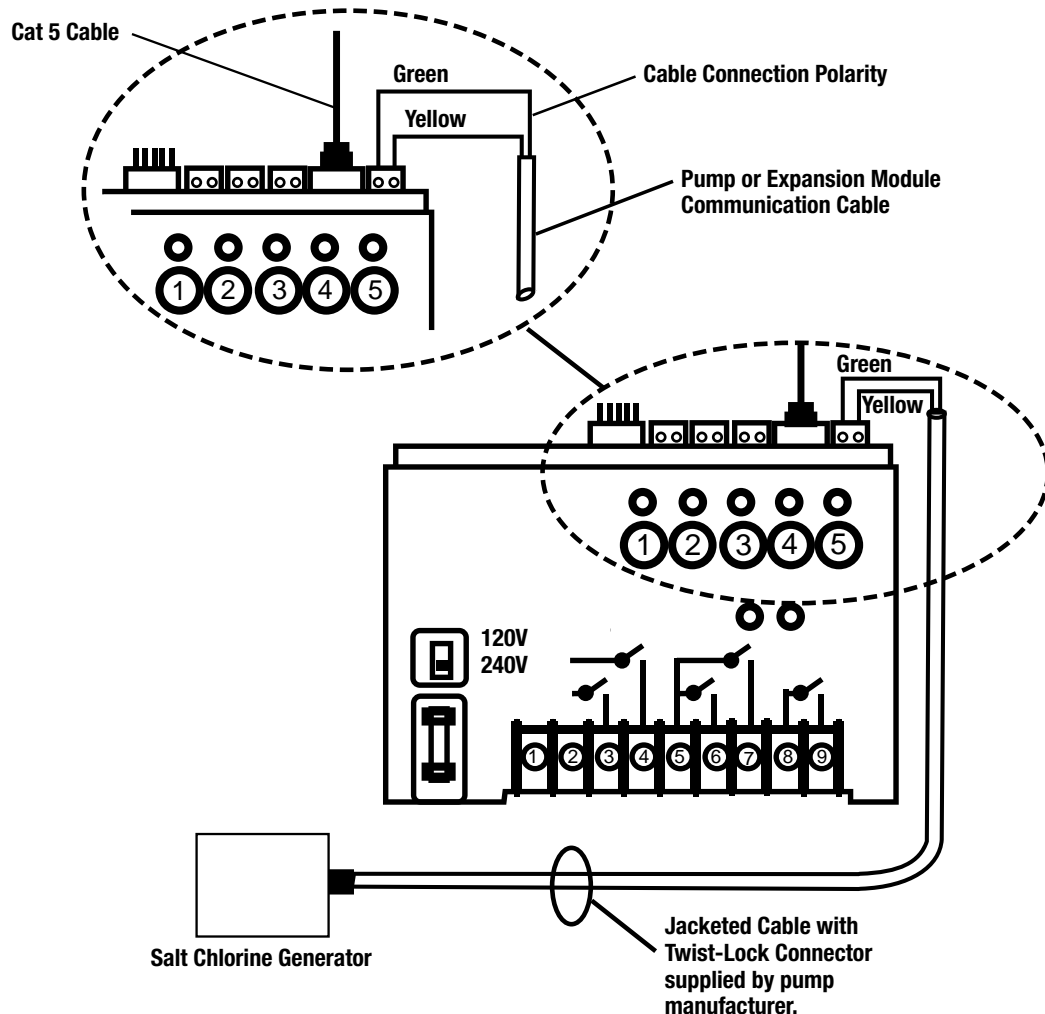 Cat 5 Cable
Green
Cable Connection Polarity
Yellow
Pump or Expansion Module
Communication Cable
1 2 3 4 5
Green
Yellow
1 2 3 4 5
120V
240V
1 2 3 4 5 6 7 8 9
Salt Chlorine Generator
Jacketed Cable with
Twist-Lock Connector
supplied by pump
manufacturer.